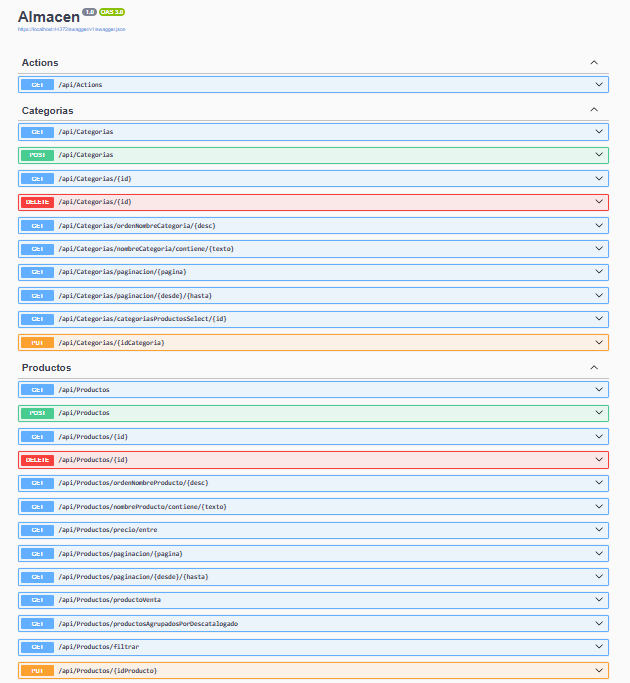 Almacen 1.0 OAS 3.0
https://localhost:44372/swagger/v1/swagger.json
Actions
GET /api/Actions
Categorias
GET /api/Categorias
POST /api/Categorias
GET /api/Categorias/{id}
DELETE /api/Categorias/{id}
GET /api/Categorias/ordenNombreCategoria/{desc}
GET /api/Categorias/nombreCategoria/contiene/{texto}
GET /api/Categorias/paginacion/{pagina}
GET /api/Categorias/paginacion/{desde}/{hasta}
GET /api/Categorias/categoriasProductosSelect/{id}
PUT /api/Categorias/{idCategoria}
Productos
GET /api/Productos
POST /api/Productos
GET /api/Productos/{id}
DELETE /api/Productos/{id}
GET /api/Productos/ordenNombreProducto/{desc}
GET /api/Productos/nombreProducto/contiene/{texto}
GET /api/Productos/precio/entre
GET /api/Productos/paginacion/{pagina}
GET /api/Productos/paginacion/{desde}/{hasta}
GET /api/Productos/productoVenta
GET /api/Productos/productosAgrupadosPorDescatalogado
GET /api/Productos/filtrar
PUT /api/Productos/{idProducto}